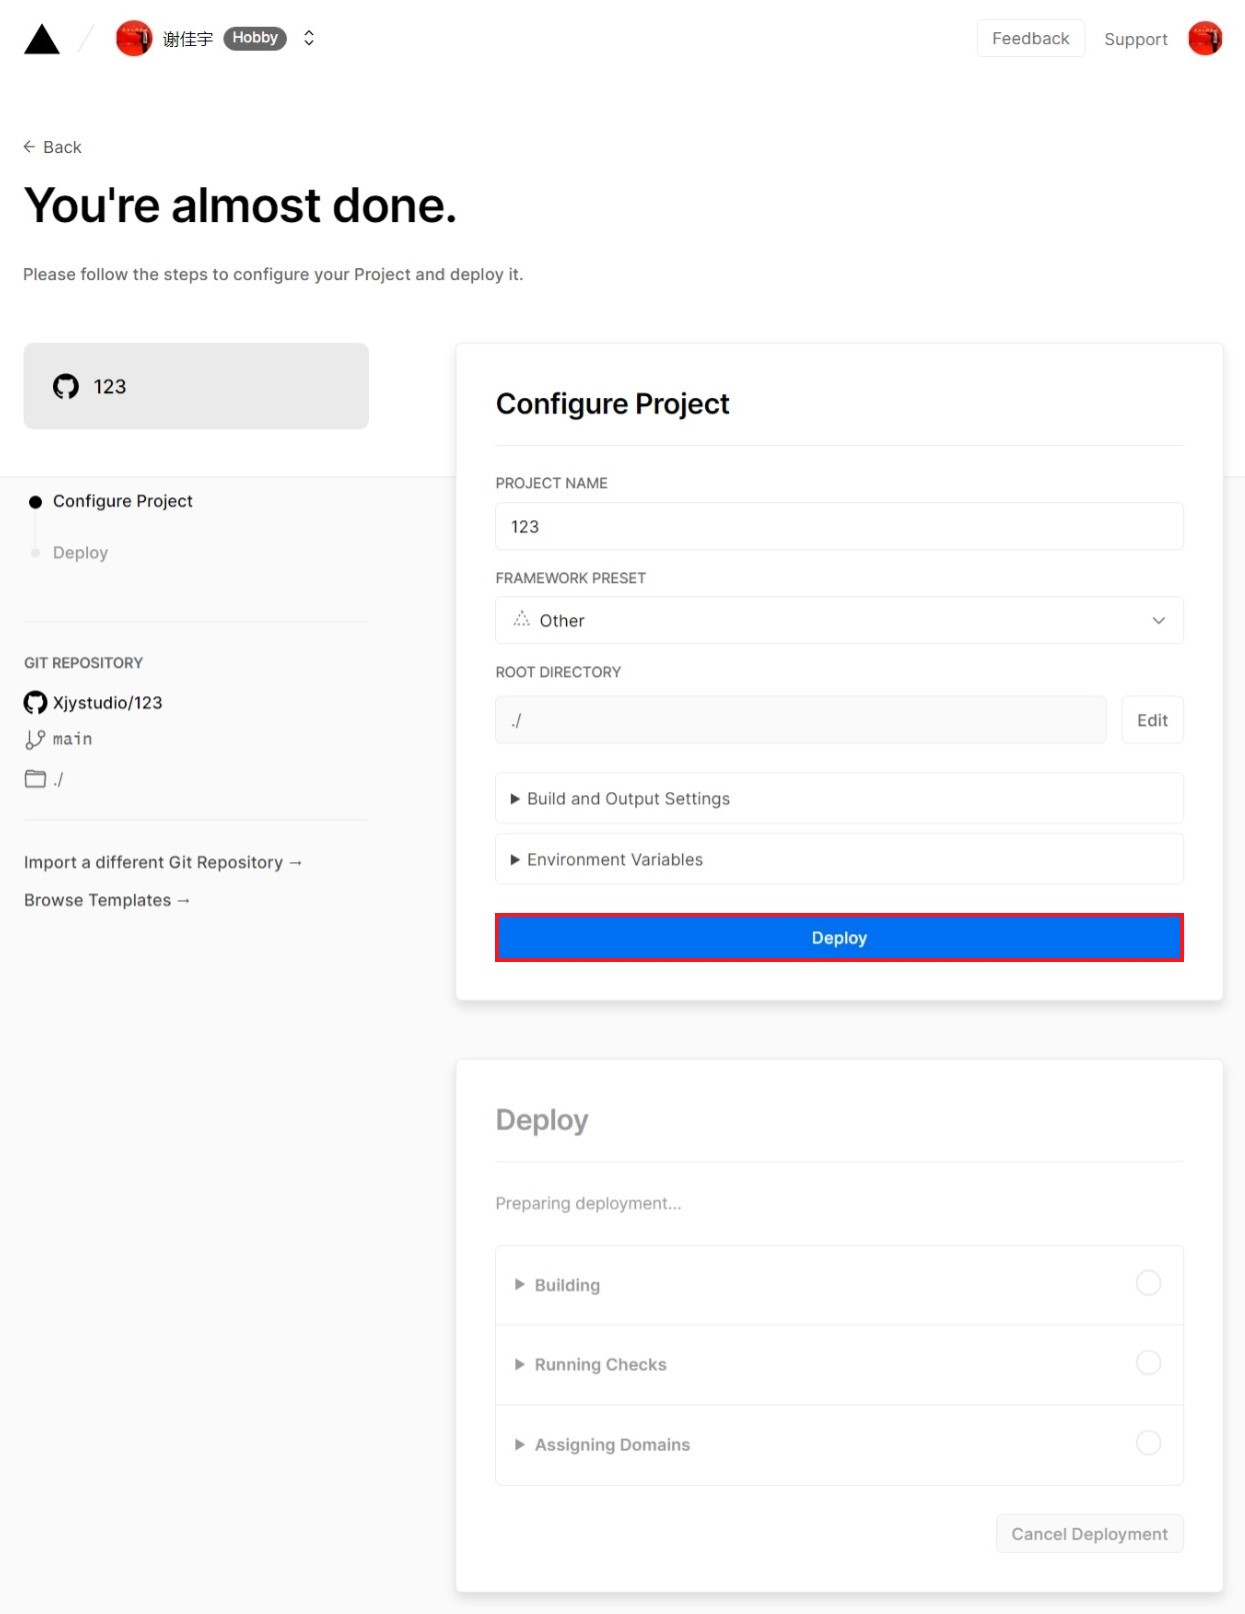 谢佳宇 Hobby
Feedback Support
← Back
You're almost done.
Please follow the steps to configure your Project and deploy it.
123
Configure Project
Deploy
GIT REPOSITORY
Xjystudio/123
main
./
Import a different Git Repository →
Browse Templates →
Configure Project
PROJECT NAME
123
FRAMEWORK PRESET
Other
ROOT DIRECTORY
./ Edit
Build and Output Settings
Environment Variables
Deploy
Deploy
Preparing deployment...
Building
Running Checks
Assigning Domains
Cancel Deployment